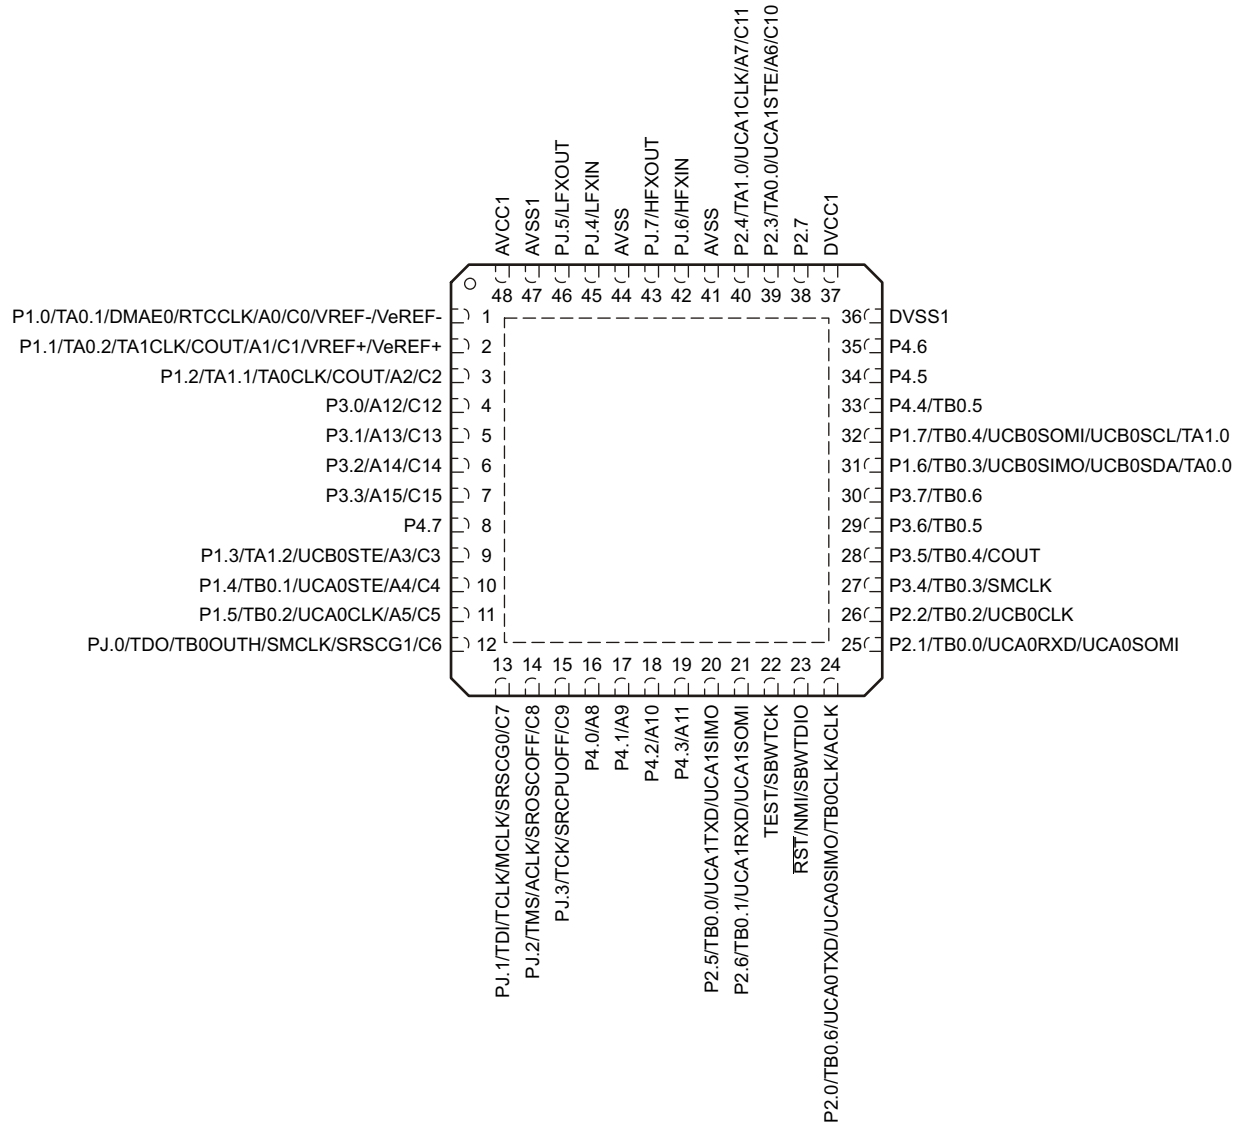 P2.4/TA1.0/UCA1CLK/A7/C11
P2.3/TA0.0/UCA1STE/A6/C10
AVCC1
AVSS1
PJ.5/LFXOUT
PJ.4/LFXIN
AVSS
PJ.7/HFXOUT
PJ.6/HFXIN
AVSS
P2.7
DVCC1
48 47 46 45 44 43 42 41 40 39 38 37
P1.0/TA0.1/DMAE0/RTCCLK/A0/C0/VREF-/VeREF- 1
P1.1/TA0.2/TA1CLK/COUT/A1/C1/VREF+/VeREF+ 2
P1.2/TA1.1/TA0CLK/COUT/A2/C2 3
P3.0/A12/C12 4
P3.1/A13/C13 5
P3.2/A14/C14 6
P3.3/A15/C15 7
P4.7 8
P1.3/TA1.2/UCB0STE/A3/C3 9
P1.4/TB0.1/UCA0STE/A4/C4 10
P1.5/TB0.2/UCA0CLK/A5/C5 11
PJ.0/TDO/TB0OUTH/SMCLK/SRSCG1/C6 12
36 DVSS1
35 P4.6
34 P4.5
33 P4.4/TB0.5
32 P1.7/TB0.4/UCB0SOMI/UCB0SCL/TA1.0
31 P1.6/TB0.3/UCB0SIMO/UCB0SDA/TA0.0
30 P3.7/TB0.6
29 P3.6/TB0.5
28 P3.5/TB0.4/COUT
27 P3.4/TB0.3/SMCLK
26 P2.2/TB0.2/UCB0CLK
25 P2.1/TB0.0/UCA0RXD/UCA0SOMI
13 14 15 16 17 18 19 20 21 22 23 24
PJ.1/TDI/TCLK/MCLK/SRSCG0/C7
PJ.2/TMS/ACLK/SROSCOFF/C8
PJ.3/TCK/SRCPUOFF/C9
P4.0/A8
P4.1/A9
P4.2/A10
P4.3/A11
P2.5/TB0.0/UCA1TXD/UCA1SIMO
P2.6/TB0.1/UCA1RXD/UCA1SOMI
TEST/SBWTCK
RST/NMI/SBWTDIO
P2.0/TB0.6/UCA0TXD/UCA0SIMO/TB0CLK/ACLK